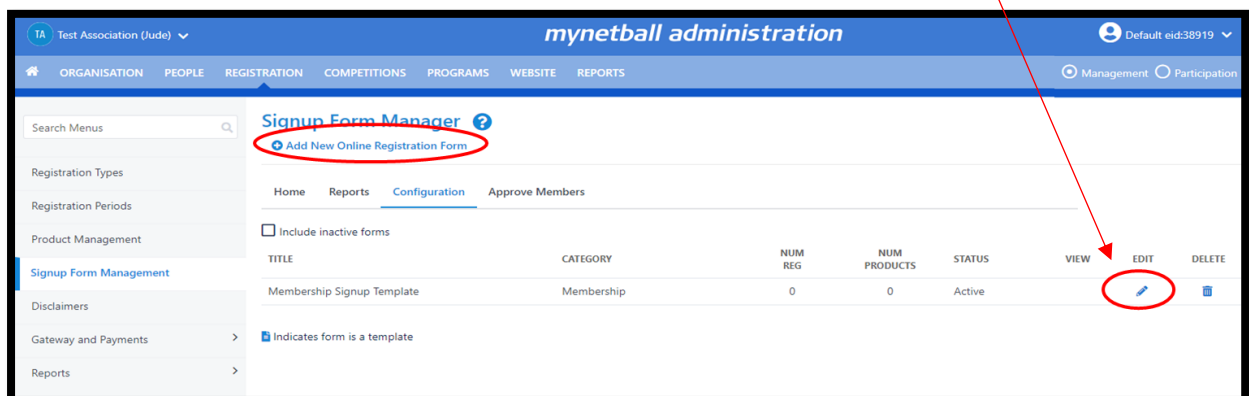 TA Test Association (Jude)
mynetball administration
Default eid:38919
ORGANISATION PEOPLE REGISTRATION COMPETITIONS PROGRAMS WEBSITE REPORTS
Management Participation
Search Menus
Registration Types
Registration Periods
Product Management
Signup Form Management
Disclaimers
Gateway and Payments
Reports
Signup Form Manager ?
Add New Online Registration Form
Home Reports Configuration Approve Members
Include inactive forms
TITLE CATEGORY NUM REG NUM PRODUCTS STATUS VIEW EDIT DELETE
Membership Signup Template Membership 0 0 Active
Indicates form is a template